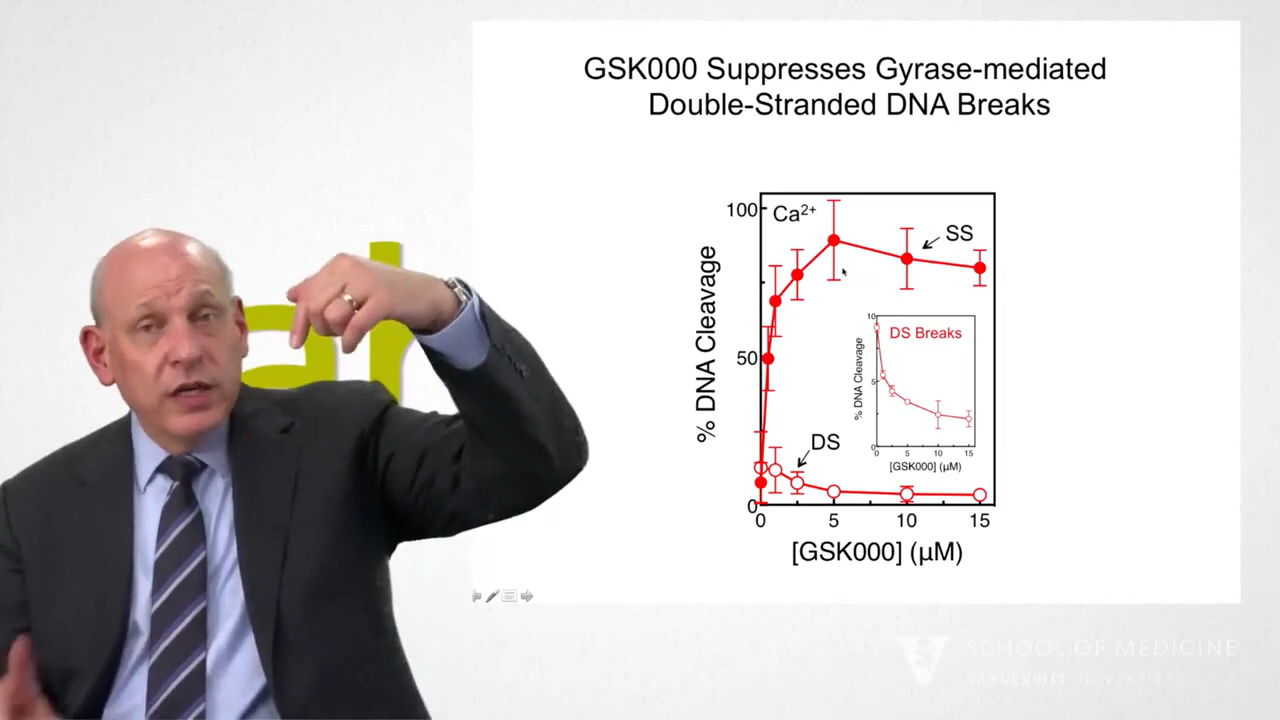 GSK000 Suppresses Gyrase-mediated
Double-Stranded DNA Breaks
100
Ca²⁺
SS
% DNA Cleavage
50
DS
0
0 5 10 15
[GSK000] (µM)
10
DS Breaks
% DNA Cleavage
5
0
0 5 10 15
[GSK000] (µM)
SCHOOL OF MEDICINE